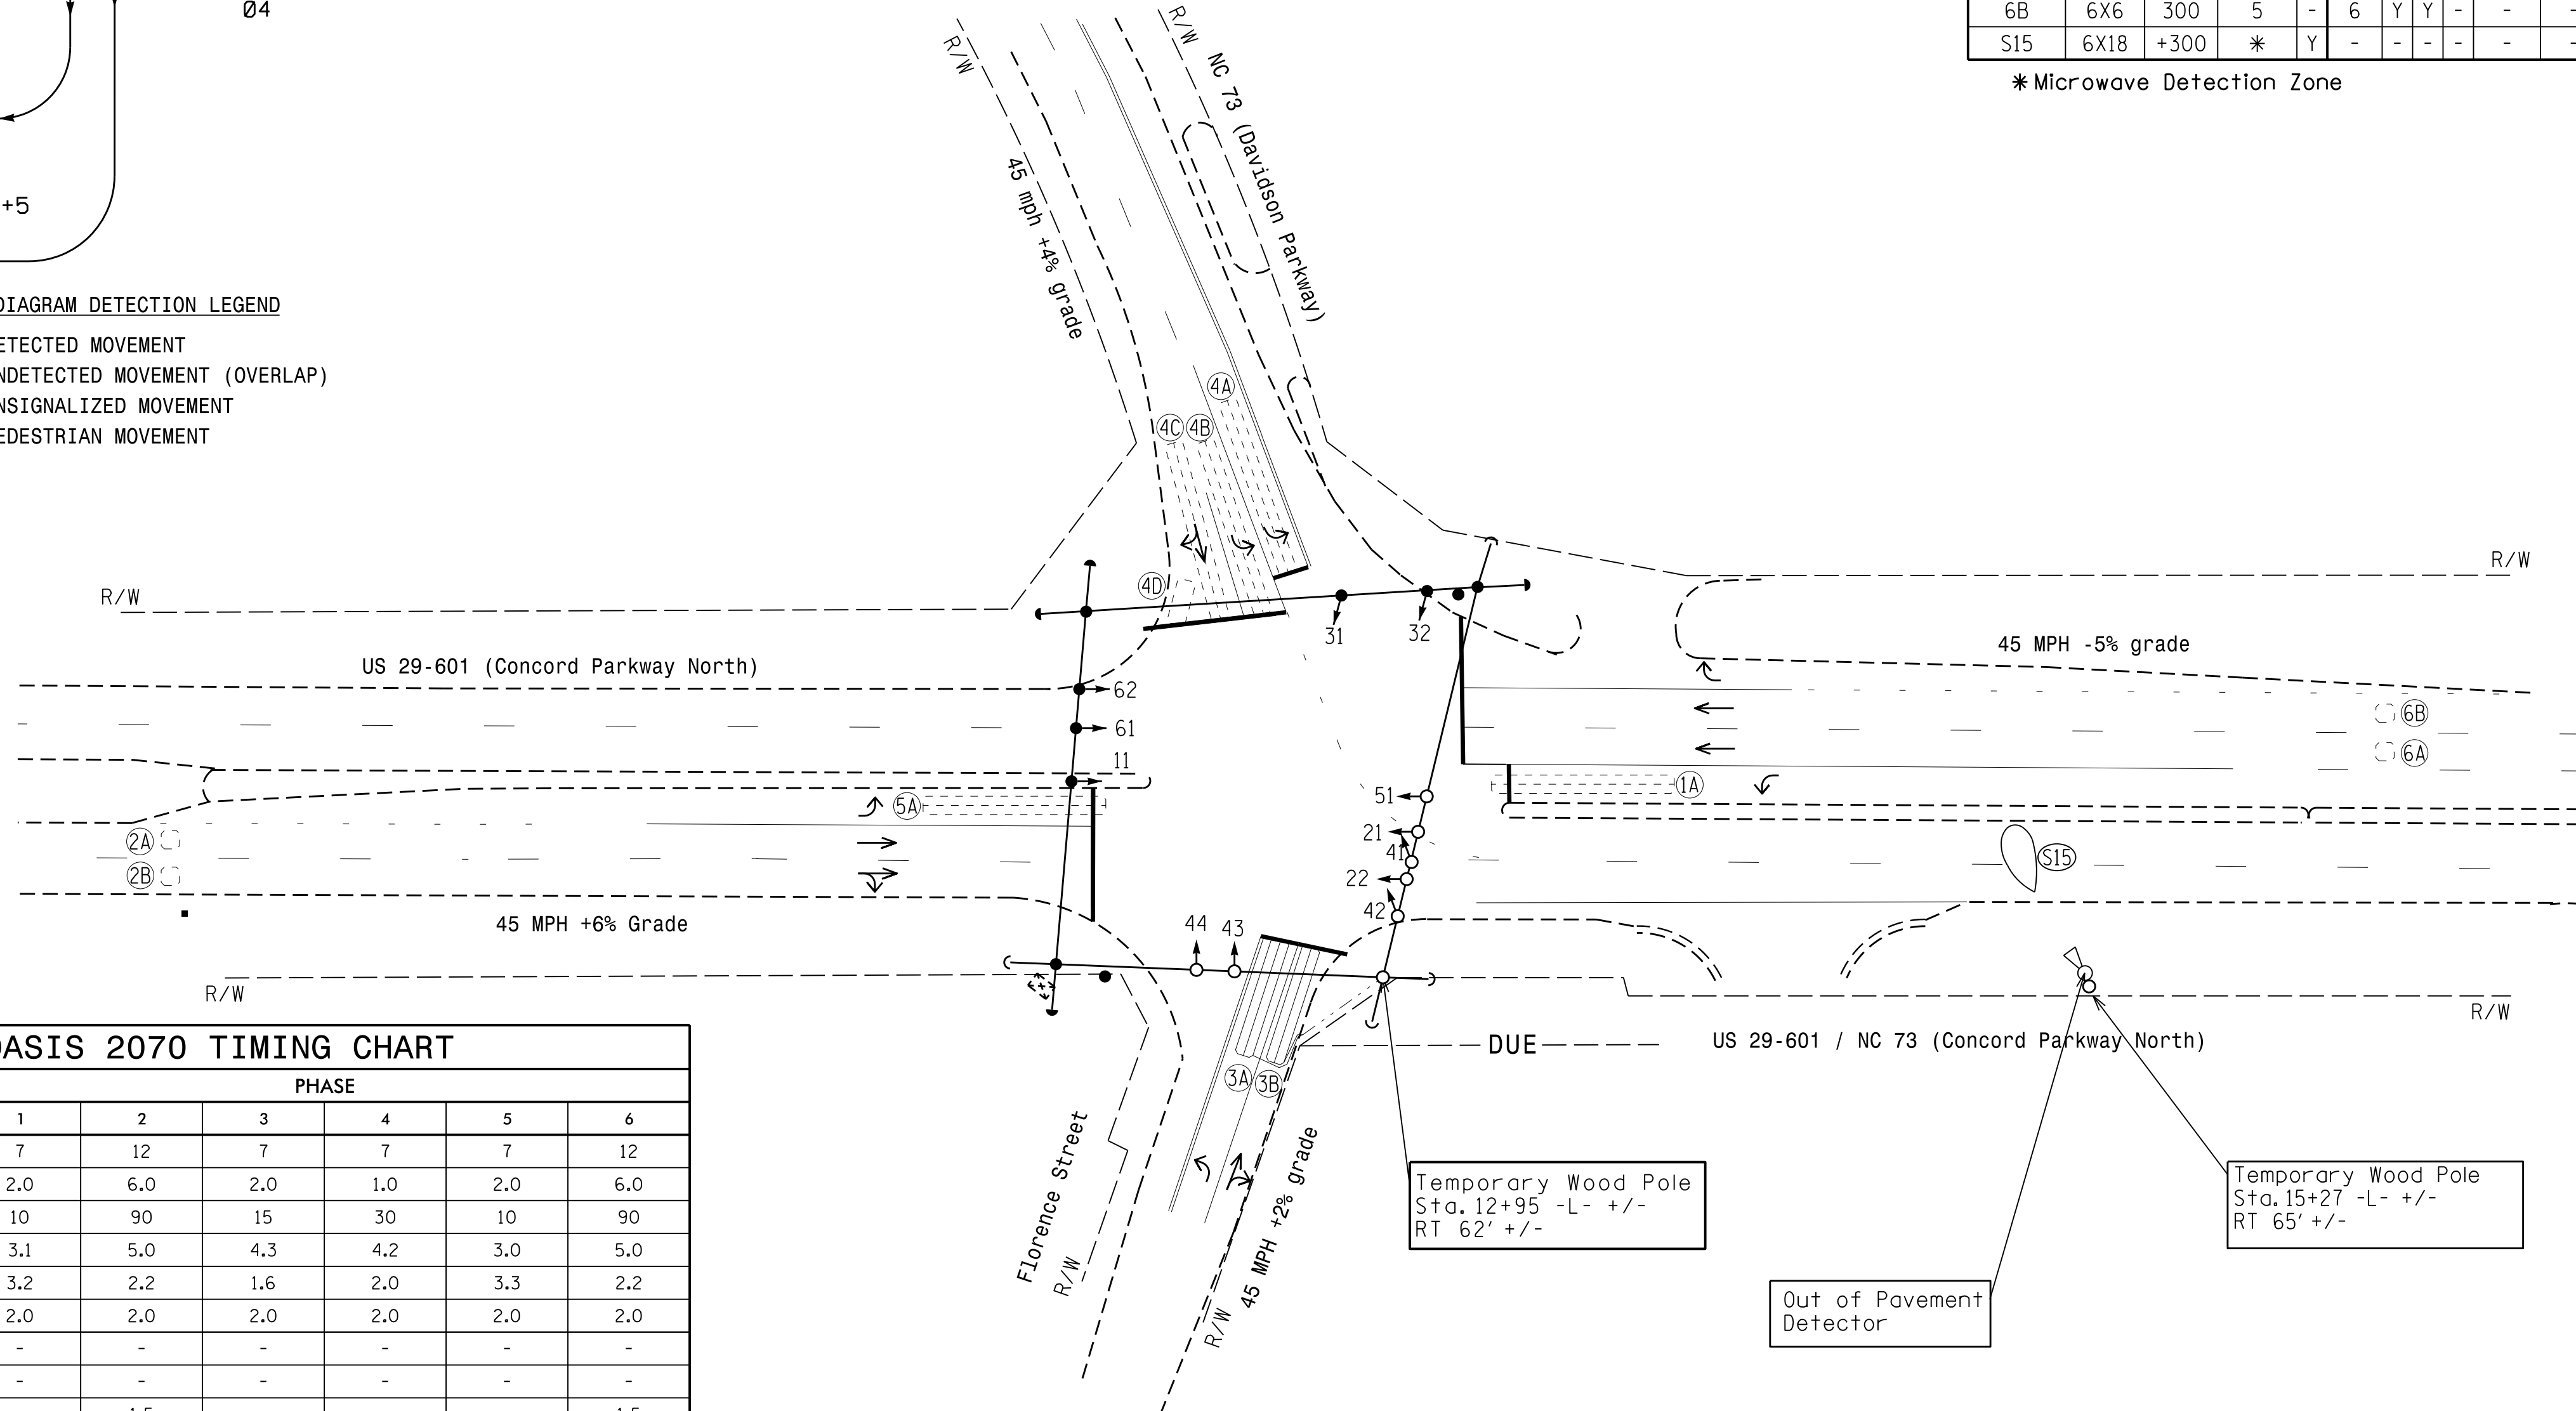 Ø4
+5
DIAGRAM DETECTION LEGEND
ETECTED MOVEMENT
NDETECTED MOVEMENT (OVERLAP)
NSIGNALIZED MOVEMENT
EDESTRIAN MOVEMENT
6B 6X6 300 5 - 6 Y Y - - -
S15 6X18 +300 * Y - - - - - -
*Microwave Detection Zone
R/W
R/W
NC 73 (Davidson Parkway)
45 mph +4% grade
4A
4C 4B
4D
31
32
R/W
R/W
US 29-601 (Concord Parkway North)
45 MPH -5% grade
62
61
11
6B
6A
1A
5A
51
21
41
22
42
2A
2B
S15
45 MPH +6% Grade
44 43
R/W
R/W
DUE
US 29-601 / NC 73 (Concord Parkway North)
3A 3B
Florence Street
R/W
R/W
45 MPH +2% grade
Temporary Wood Pole
Sta.12+95 -L- +/-
RT 62' +/-
Temporary Wood Pole
Sta.15+27 -L- +/-
RT 65' +/-
Out of Pavement
Detector
OASIS 2070 TIMING CHART
PHASE
1 2 3 4 5 6
7 12 7 7 7 12
2.0 6.0 2.0 1.0 2.0 6.0
10 90 15 30 10 90
3.1 5.0 4.3 4.2 3.0 5.0
3.2 2.2 1.6 2.0 3.3 2.2
2.0 2.0 2.0 2.0 2.0 2.0
- - - - - -
- - - - - -